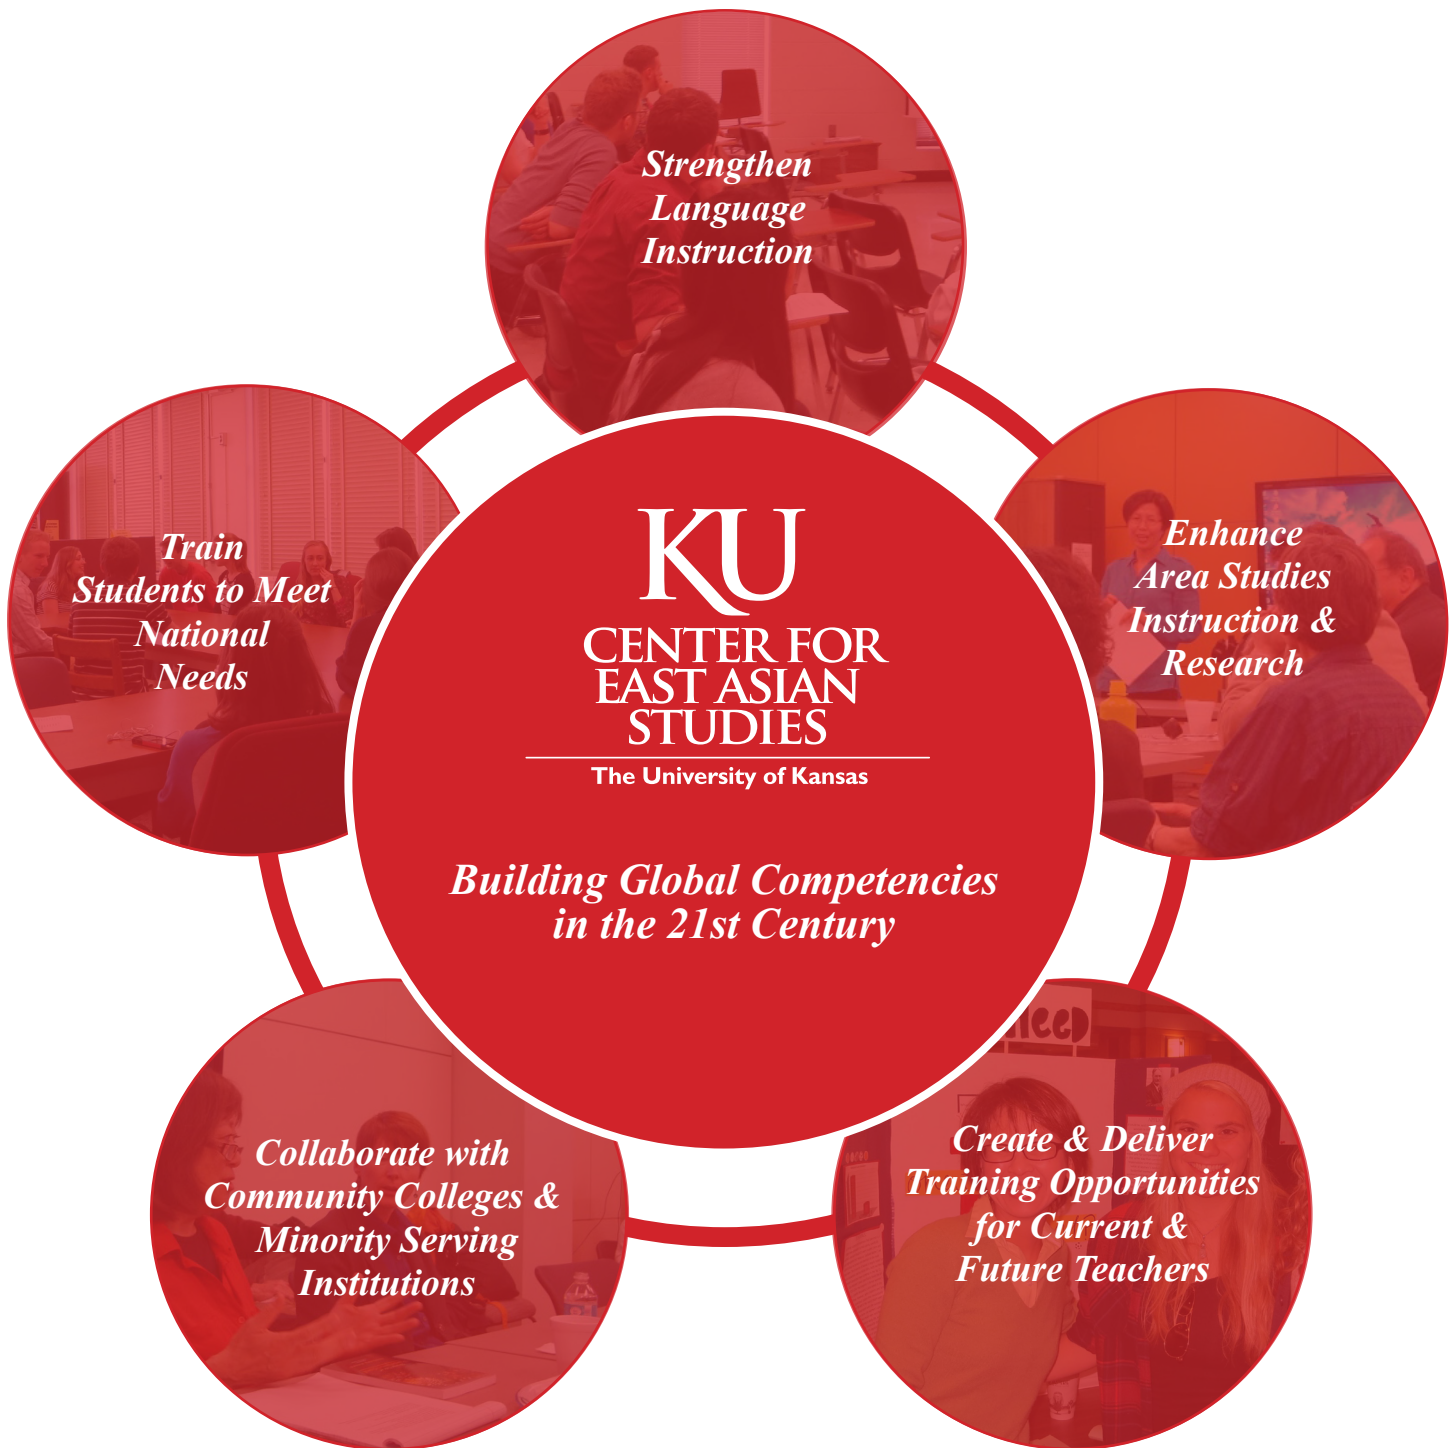 Strengthen
Language
Instruction
Train
Students to Meet
National
Needs
Enhance
Area Studies
Instruction &
Research
KU
CENTER FOR
EAST ASIAN
STUDIES
The University of Kansas
Building Global Competencies
in the 21st Century
Collaborate with
Community Colleges &
Minority Serving
Institutions
Create & Deliver
Training Opportunities
for Current &
Future Teachers